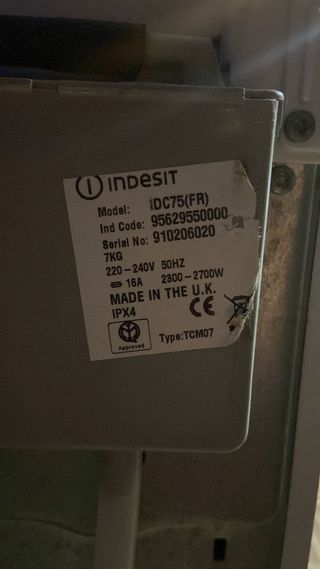 indesit
Model: IDC75(FR)
Ind Code: 95629550000
Serial No: 910206020
7KG
220-240V 50HZ
16A 2300-2700W
MADE IN THE U.K.
IPX4 CE
Approved Type:TCM07